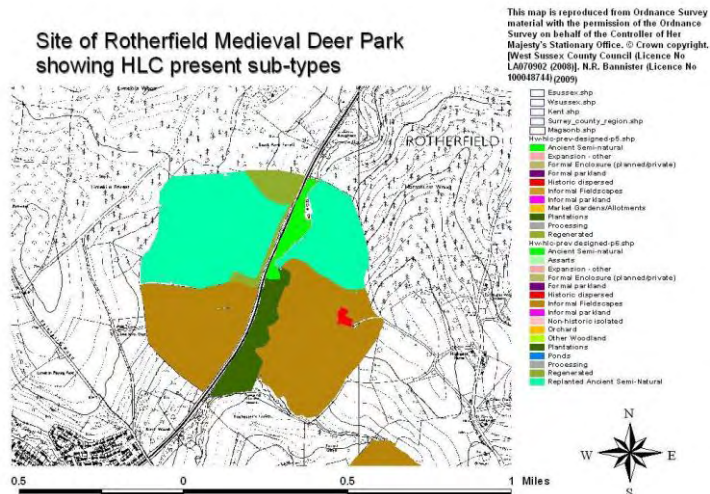 Site of Rotherfield Medieval Deer Park
showing HLC present sub-types
This map is reproduced from Ordnance Survey
material with the permission of the Ordnance
Survey on behalf of the Controller of Her
Majesty's Stationary Office. © Crown copyright.
[West Sussex County Council (Licence No
LA070902 (2008)]. N.R. Bannister (Licence No
100048744) (2009)
ROTHERFIELD
Esussex.shp
Wsussex.shp
Kent.shp
Surrey_county_region.shp
Magaonb.shp
Hw-hlc-prev-designed-p5.shp
Ancient Semi-natural
Expansion - other
Formal Enclosure (planned/private)
Formal parkland
Historic dispersed
Informal Fieldscapes
Informal parkland
Market Gardens/Allotments
Plantations
Processing
Regenerated
Hw-hlc-prev-designed-p6.shp
Ancient Semi-natural
Assarts
Expansion - other
Formal Enclosure (planned/private)
Formal parkland
Historic dispersed
Informal Fieldscapes
Informal parkland
Non-historic isolated
Orchard
Other Woodland
Plantations
Ponds
Processing
Regenerated
Replanted Ancient Semi-Natural
N
W E
S
0.5 0 0.5 1 Miles